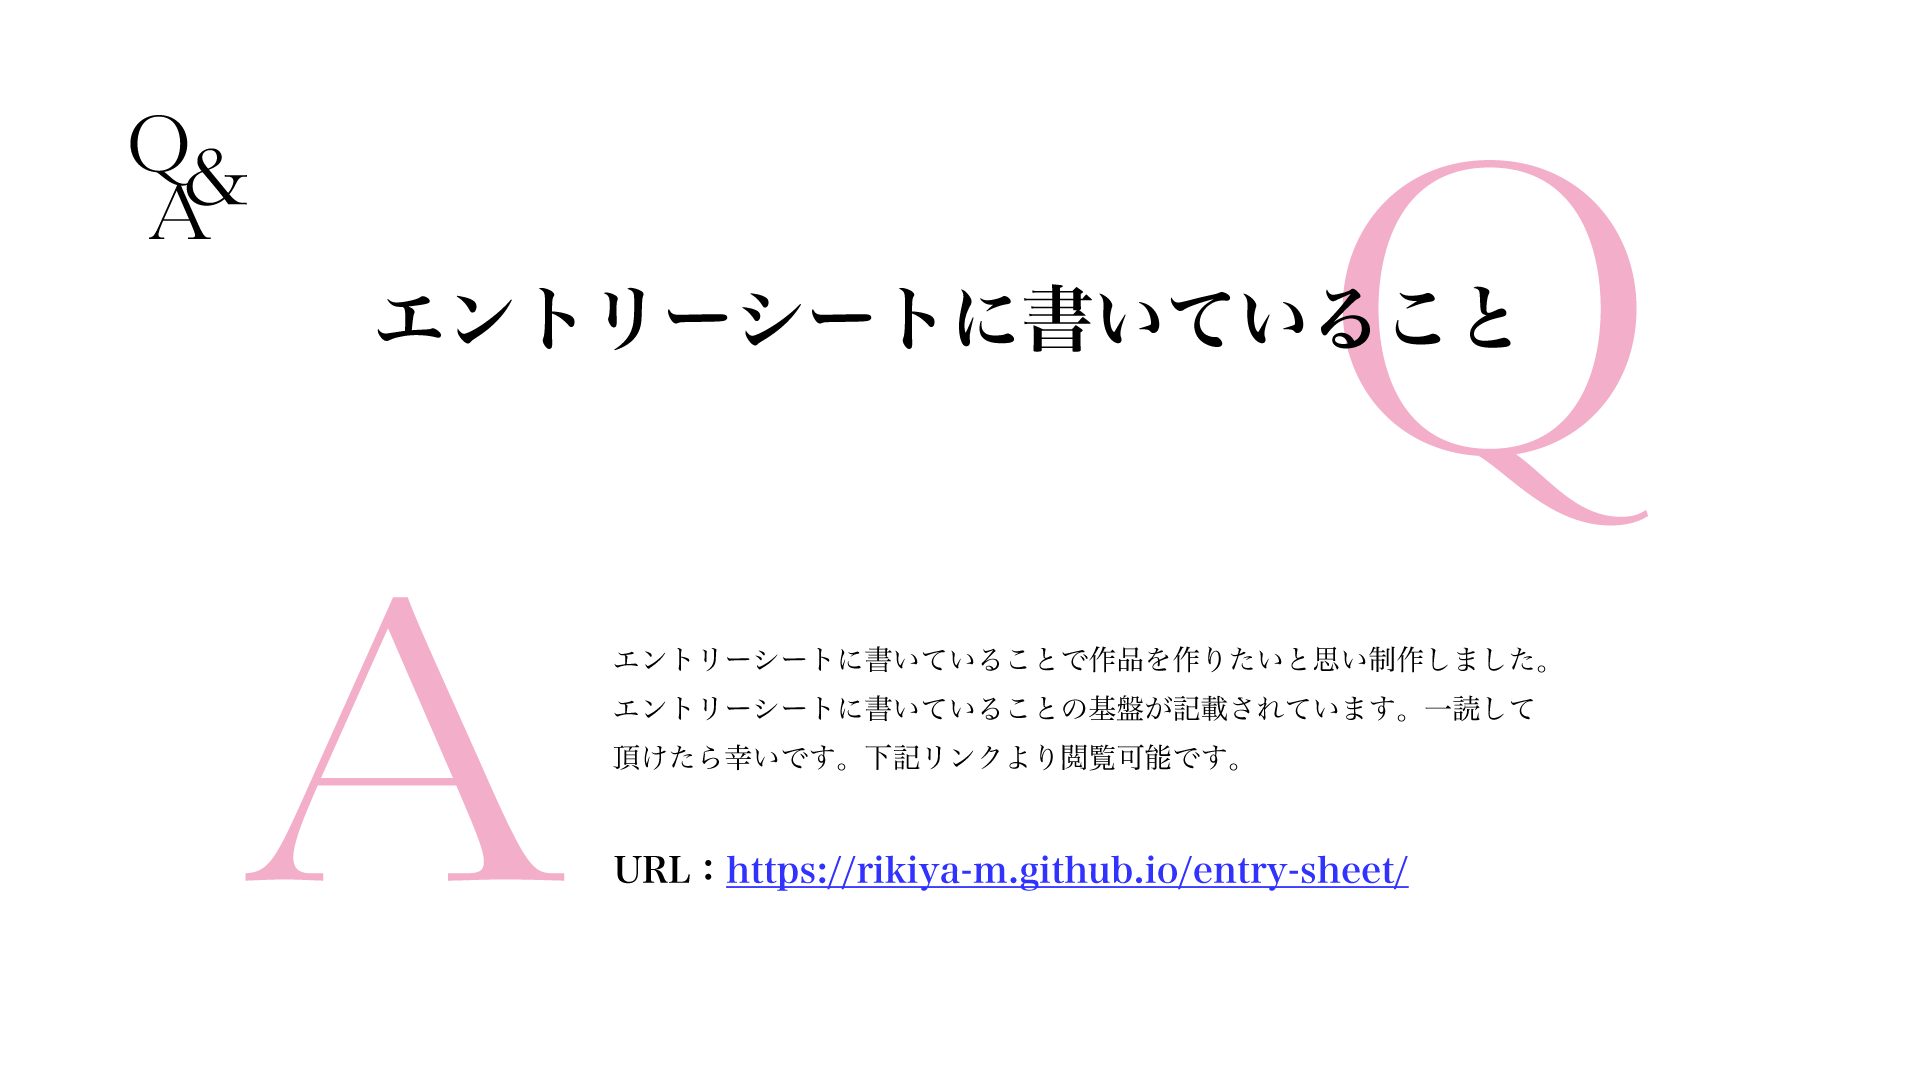 Q&A
Q
エントリーシートに書いていること
A
エントリーシートに書いていることで作品を作りたいと思い制作しました。
エントリーシートに書いていることの基盤が記載されています。一読して
頂けたら幸いです。下記リンクより閲覧可能です。
URL：https://rikiya-m.github.io/entry-sheet/